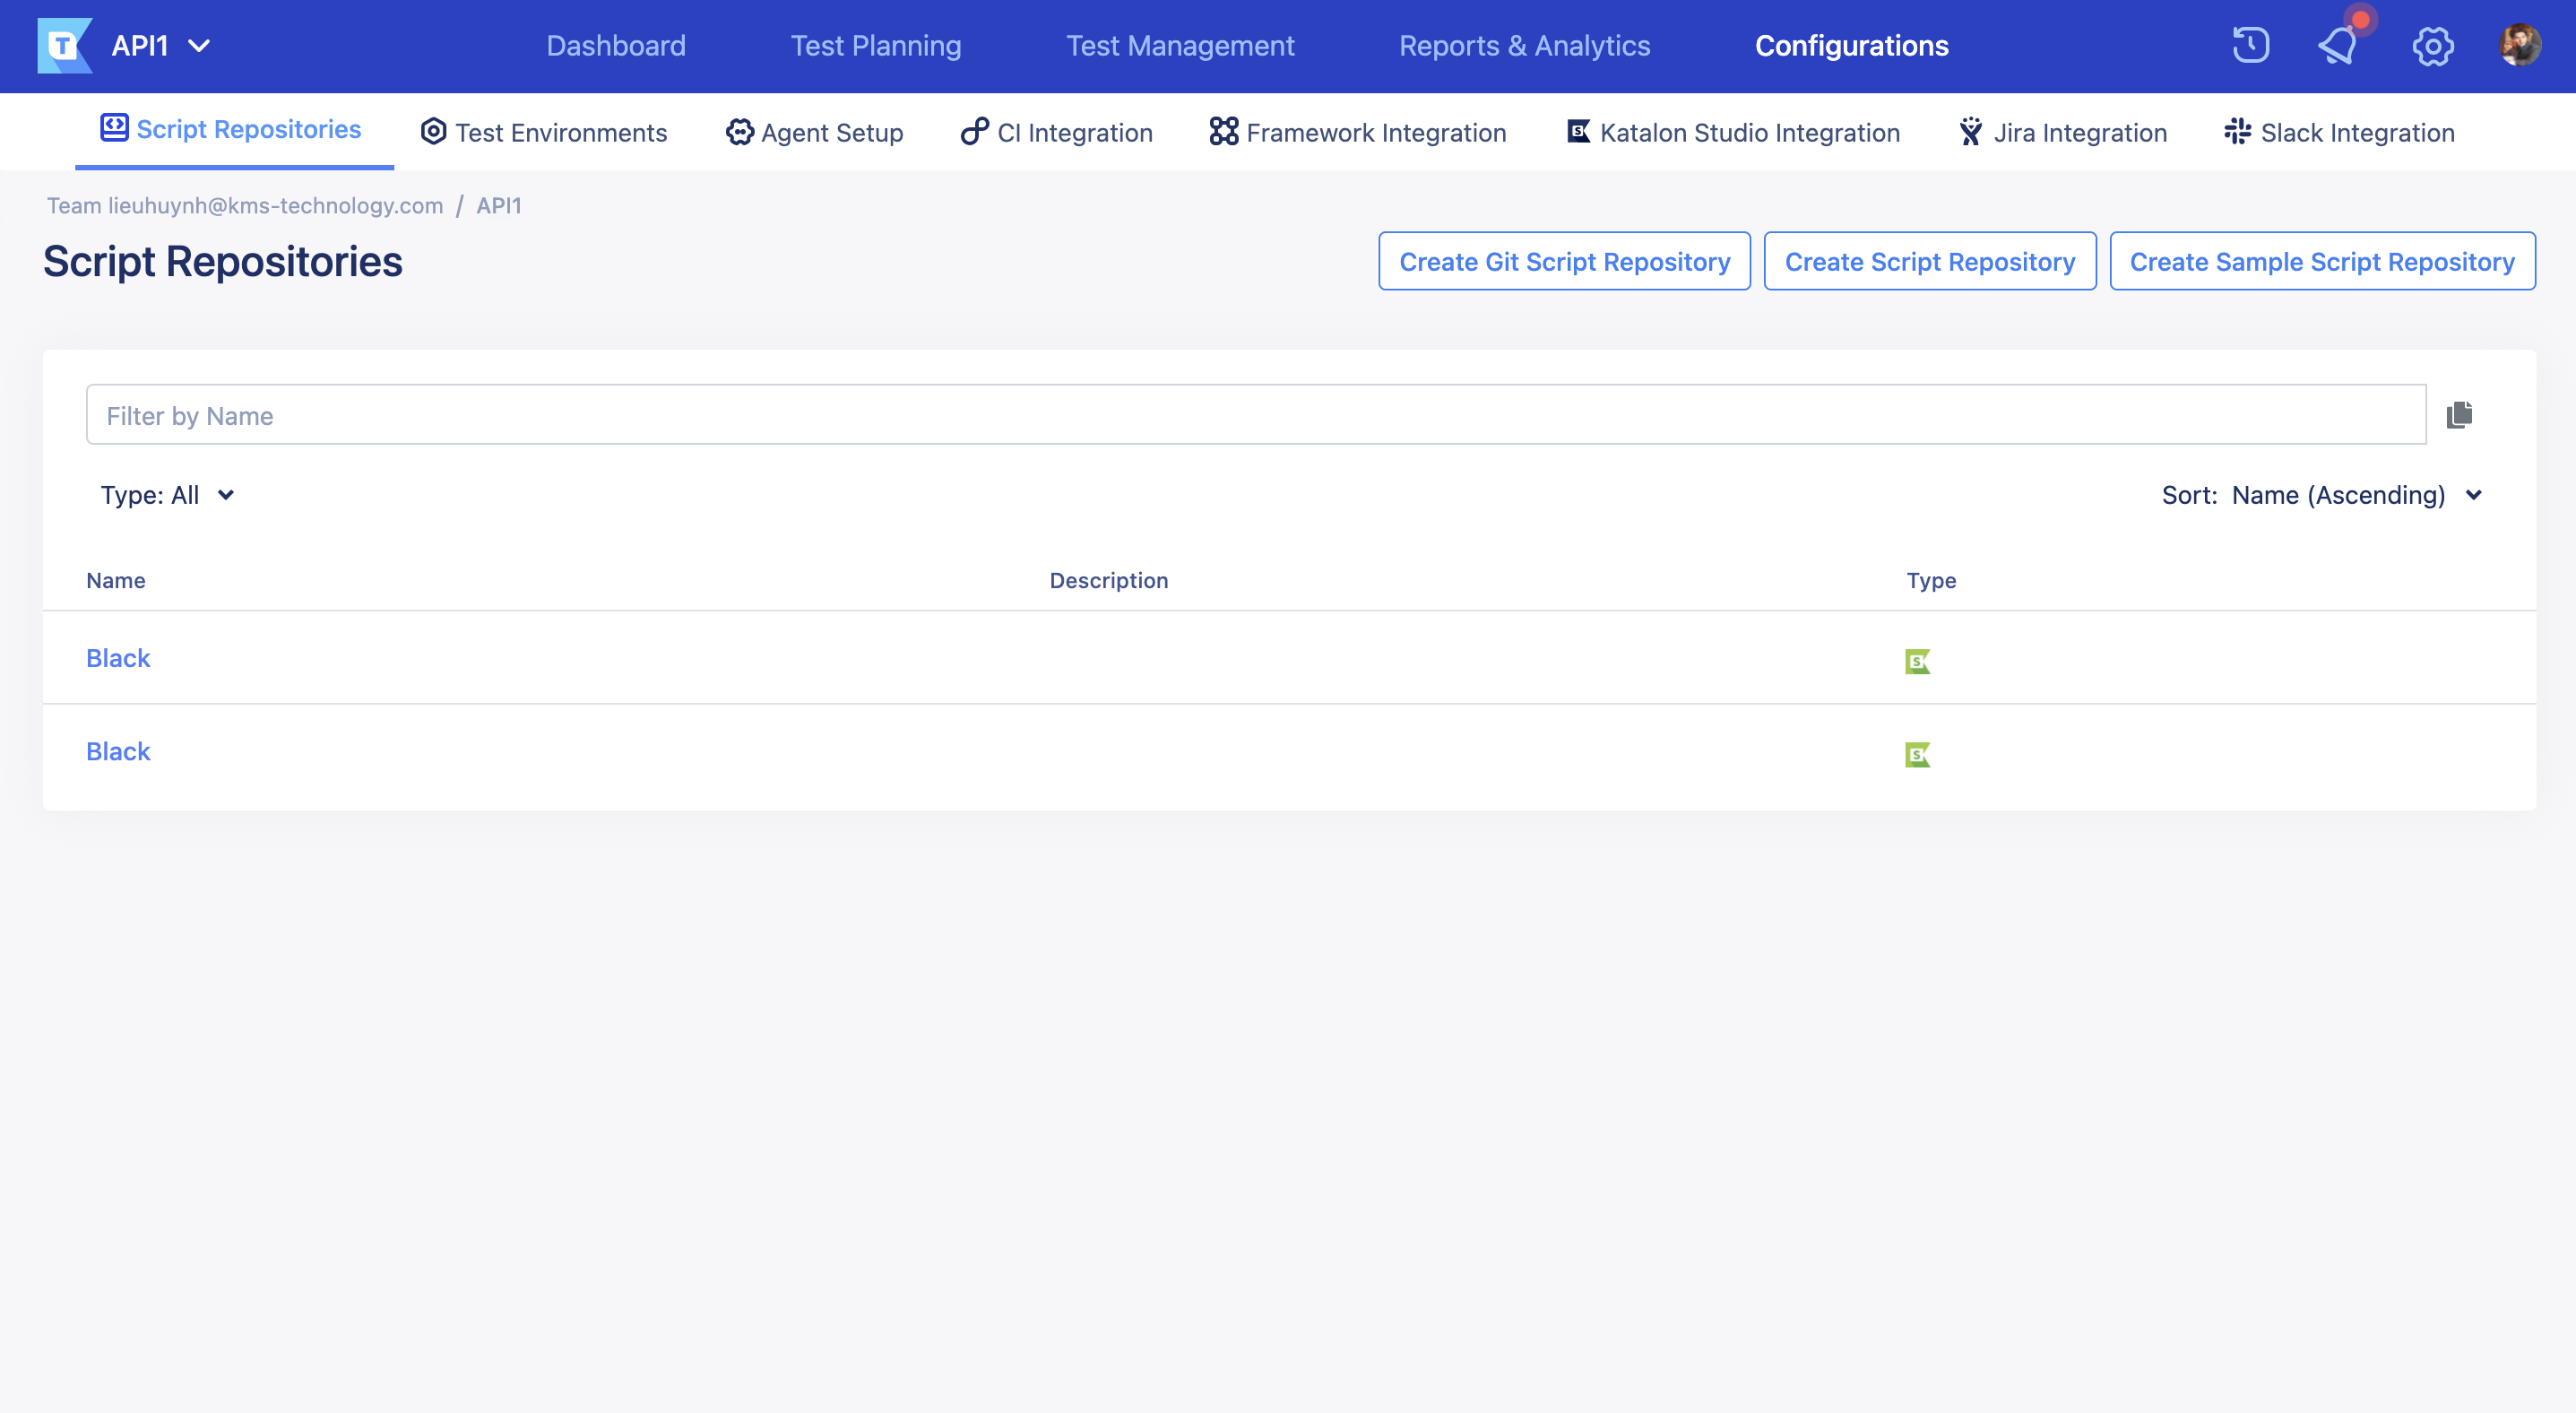 API1
Dashboard
Test Planning
Test Management
Reports & Analytics
Configurations
Script Repositories
Test Environments
Agent Setup
CI Integration
Framework Integration
Katalon Studio Integration
Jira Integration
Slack Integration
Team lieuhuynh@kms-technology.com / API1
Script Repositories
Create Git Script Repository
Create Script Repository
Create Sample Script Repository
Filter by Name
Type: All
Sort: Name (Ascending)
Name
Description
Type
Black
Black